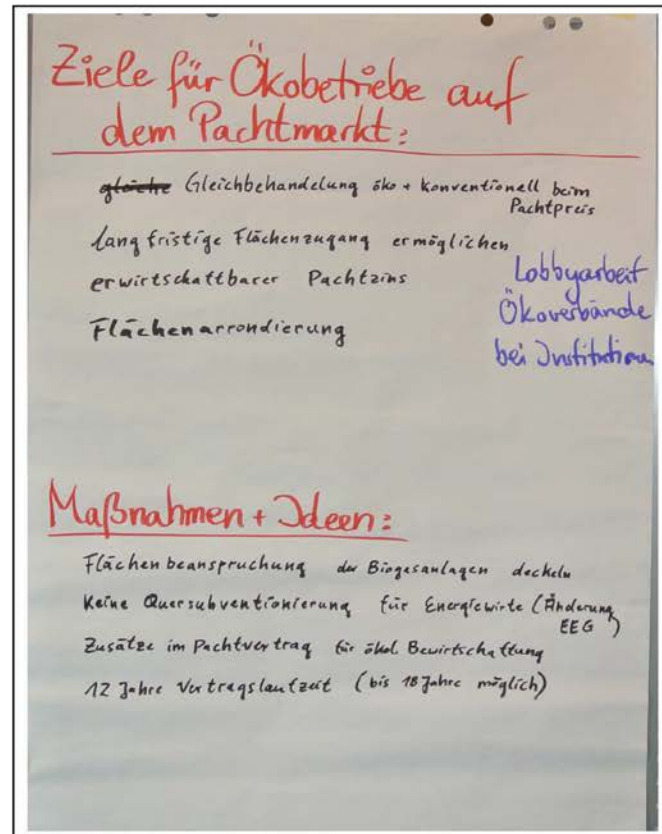 Ziele für Ökobetriebe auf
dem Pachtmarkt:
gleiche Gleichbehandelung öko + konventionell beim
Pachtpreis
langfristige Flächenzugang ermöglichen
erwirtschaftbarer Pachtzins
Flächenarrondierung
Lobbyarbeit
Ökoverbände
bei Institutionen
Maßnahmen + Ideen:
Flächenbeanspruchung der Biogasanlagen deckeln
Keine Quersubventionierung für Energiewirte (Änderung
EEG)
Zusätze im Pachtvertrag für ökol Bewirtschaftung
12 Jahre Vertragslaufzeit (bis 18 Jahre möglich)